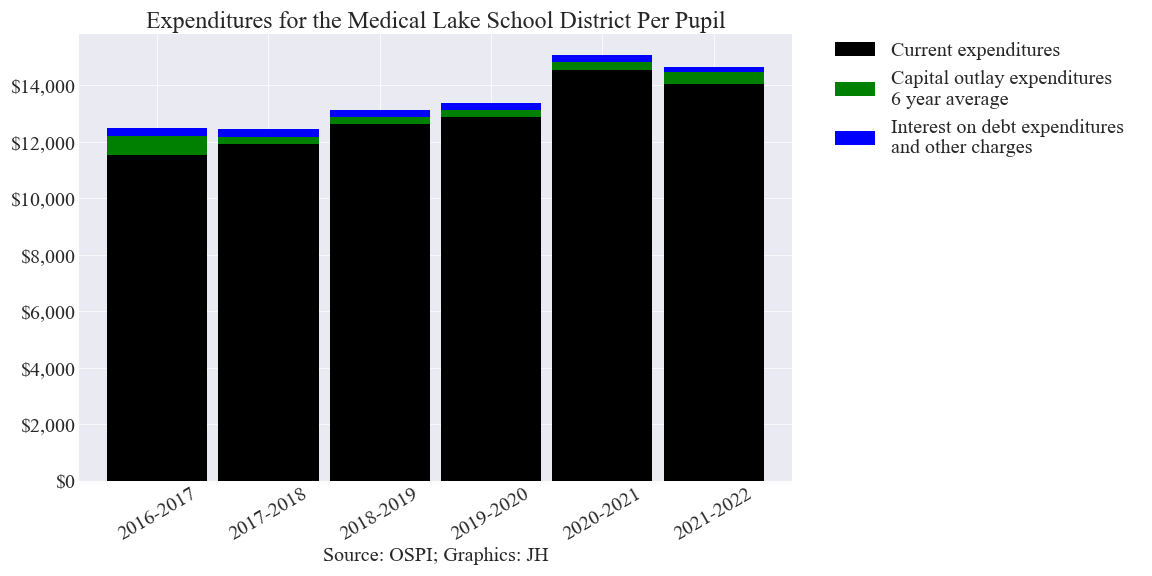 Expenditures for the Medical Lake School District Per Pupil
$14,000
$12,000
$10,000
$8,000
$6,000
$4,000
$2,000
$0
2016-2017
2017-2018
2018-2019
2019-2020
2020-2021
2021-2022
Source: OSPI; Graphics: JH
Current expenditures
Capital outlay expenditures
6 year average
Interest on debt expenditures
and other charges